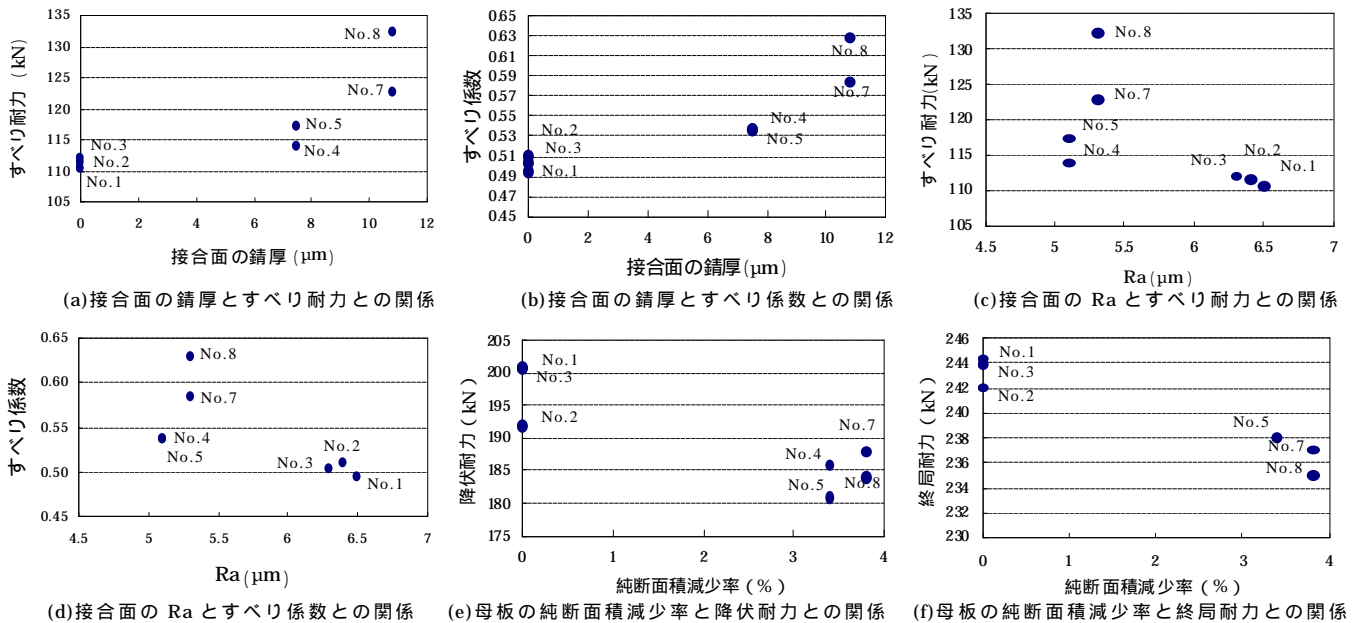 135
130
125
120
115
110
105
0
2
4
6
8
10
12
すべり耐力 (kN)
No.8
No.7
No.5
No.4
No.3
No.2
No.1
接合面の錆厚 (μm)
(a)接合面の錆厚とすべり耐力との関係
0.65
0.63
0.61
0.59
0.57
0.55
0.53
0.51
0.49
0.47
0.45
0
2
4
6
8
10
12
すべり係数
No.8
No.7
No.4
No.5
No.2
No.3
No.1
接合面の錆厚(μm)
(b)接合面の錆厚とすべり係数との関係
135
130
125
120
115
110
105
4.5
5
5.5
6
6.5
7
すべり耐力(kN)
No.8
No.7
No.5
No.4
No.2
No.3
No.1
Ra(μm)
(c)接合面の Ra とすべり耐力との関係
0.65
0.60
0.55
0.50
0.45
4.5
5
5.5
6
6.5
7
すべり係数
No.8
No.7
No.4
No.5
No.2
No.3
No.1
Ra(μm)
(d)接合面の Ra とすべり係数との関係
205
200
195
190
185
180
175
0
1
2
3
4
降伏耐力 (kN)
No.1
No.3
No.2
No.7
No.4
No.5
No.8
純断面積減少率 (%)
(e)母板の純断面積減少率と降伏耐力との関係
246
244
242
240
238
236
234
232
230
0
1
2
3
4
終局耐力 (kN)
No.1
No.3
No.2
No.5
No.7
No.8
純断面積減少率 (%)
(f)母板の純断面積減少率と終局耐力との関係